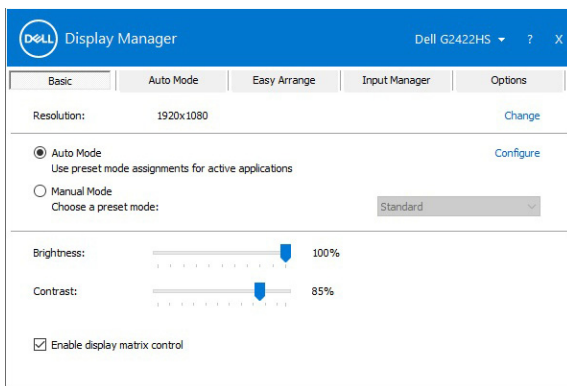 DELL Display Manager Dell G2422HS ? X
Basic Auto Mode Easy Arrange Input Manager Options
Resolution: 1920x1080 Change
Auto Mode Configure
Use preset mode assignments for active applications
Manual Mode
Choose a preset mode: Standard
Brightness: 100%
Contrast: 85%
Enable display matrix control